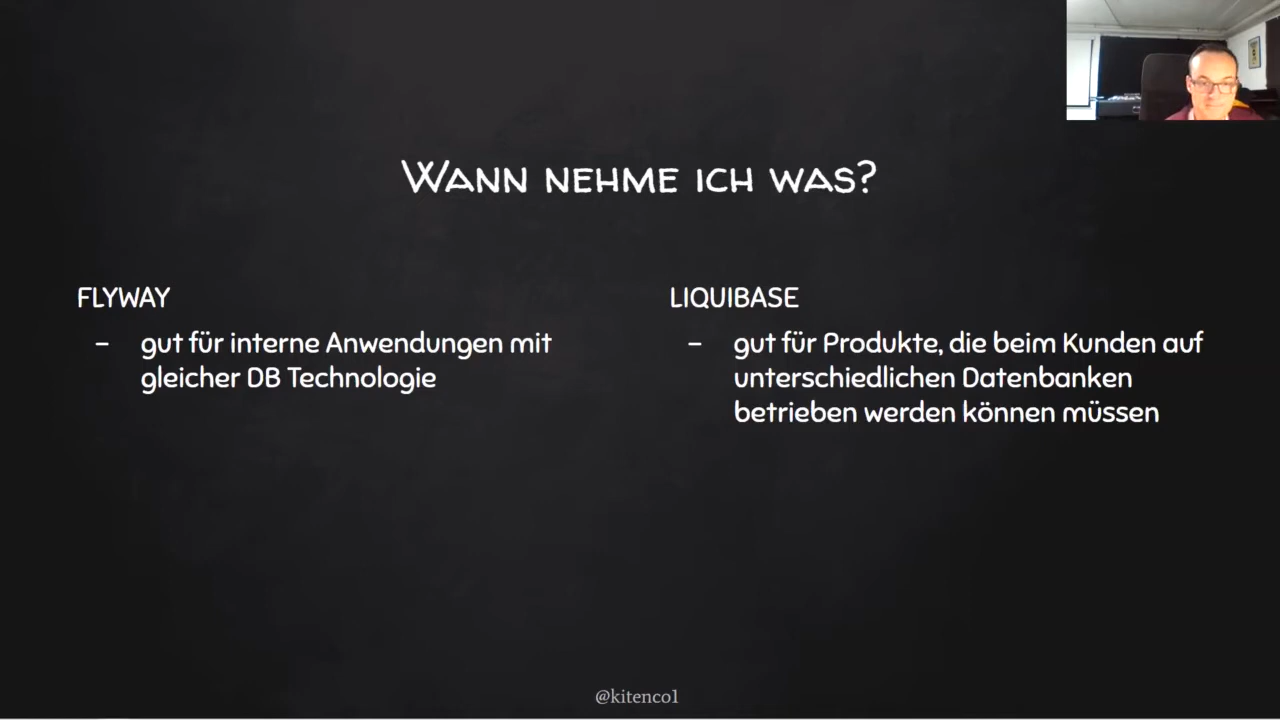 Wann nehme ich was?
FLYWAY
– gut für interne Anwendungen mit
gleicher DB Technologie
LIQUIBASE
– gut für Produkte, die beim Kunden auf
unterschiedlichen Datenbanken
betrieben werden können müssen
@kitenco1